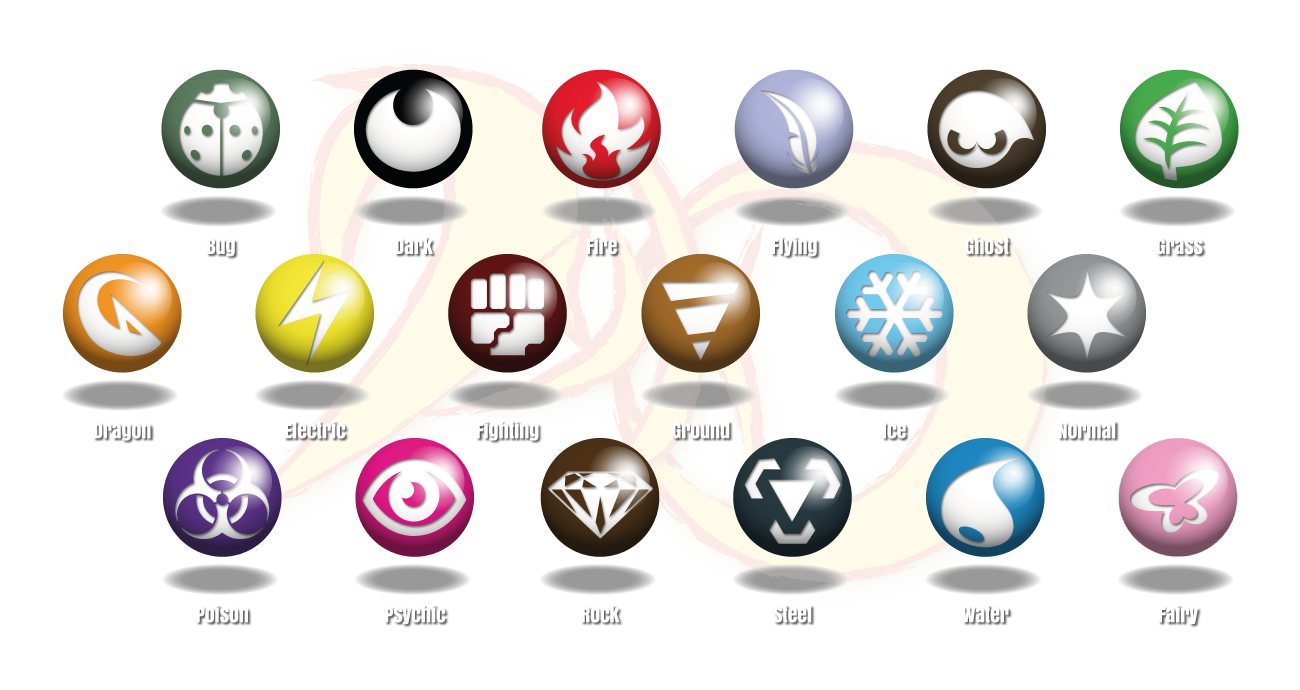 Bug Dark Fire Flying Ghost Grass
Dragon Electric Fighting Ground Ice Normal
Poison Psychic Rock Steel Water Fairy